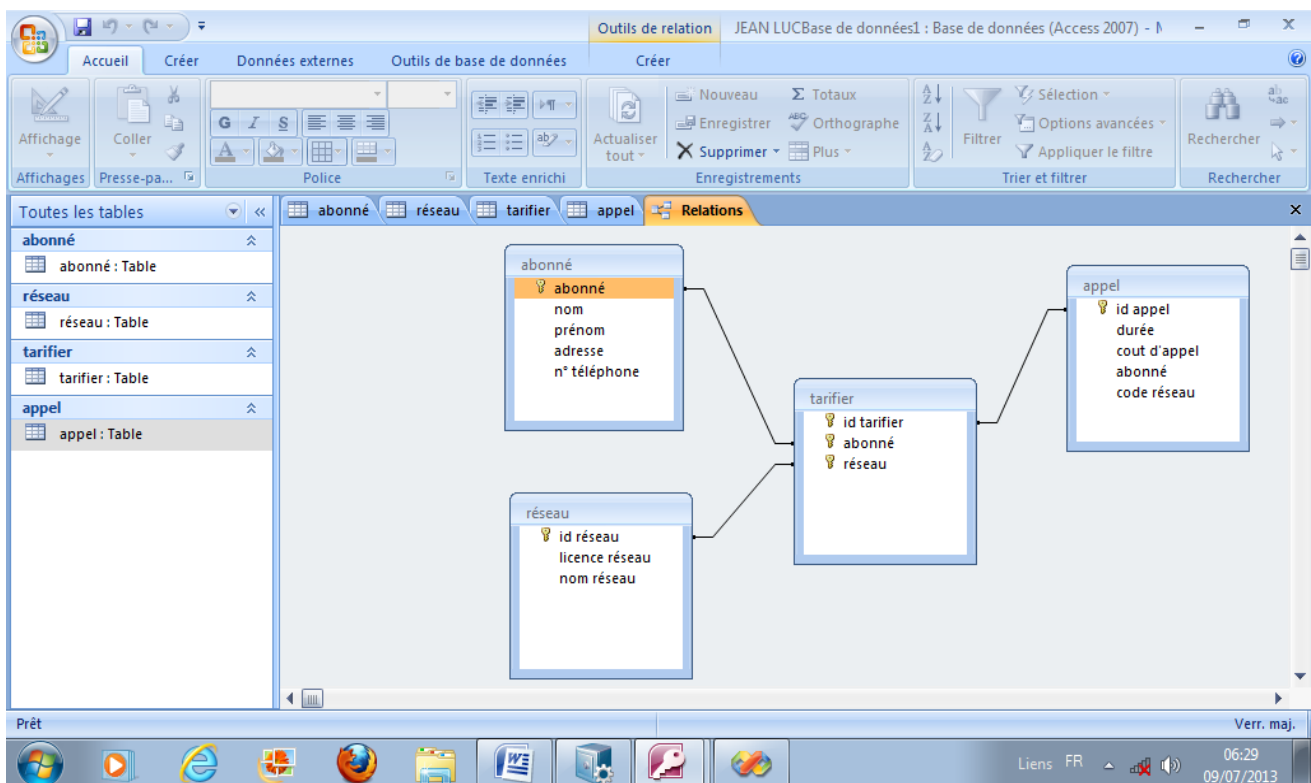 Outils de relation JEAN LUCBase de données1 : Base de données (Access 2007) - M
Accueil Créer Données externes Outils de base de données Créer
Affichage
Coller
G I S
A
ab
Actualiser
tout
Nouveau
Enregistrer
Supprimer
Σ Totaux
ABC Orthographe
Plus
A
Z
Z
A
A
Z
Filtrer
Sélection
Options avancées
Appliquer le filtre
Rechercher
ab
ac
Affichages Presse-pa... Police Texte enrichi Enregistrements Trier et filtrer Rechercher
Toutes les tables «
abonné réseau tarifier appel Relations x
abonné
abonné : Table
réseau
réseau : Table
tarifier
tarifier : Table
appel
appel : Table
abonné
abonné
nom
prénom
adresse
n° téléphone
réseau
id réseau
licence réseau
nom réseau
tarifier
id tarifier
abonné
réseau
appel
id appel
durée
cout d'appel
abonné
code réseau
Prêt Verr. maj.
Liens FR 06:29
09/07/2013